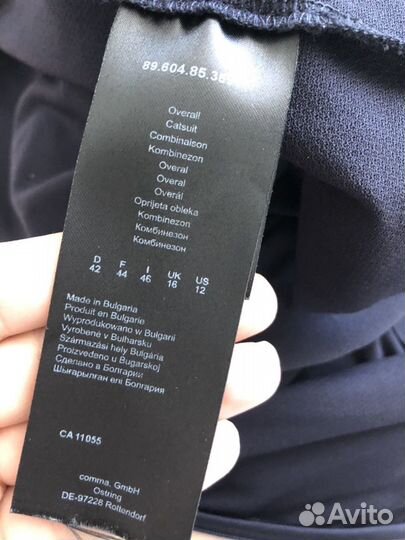 89.604.85.38
Overall
Catsuit
Combinaison
Kombinezon
Overal
Overal
Overál
Oprijeta obleka
Kombinezon
Комбинезон
Комбинезон
D F I UK US
42 44 46 16 12
Made in Bulgaria
Produit en Bulgarie
Wyprodukowano w Bułgarii
Vyrobené v Bulharsku
Származási hely Bulgária
Proizvedeno u Bugarskoj
Сделано в Болгарии
Шығарылған елі Болгария
CA 11055
comma, GmbH
Ostring
DE-97228 Rottendorf
Avito